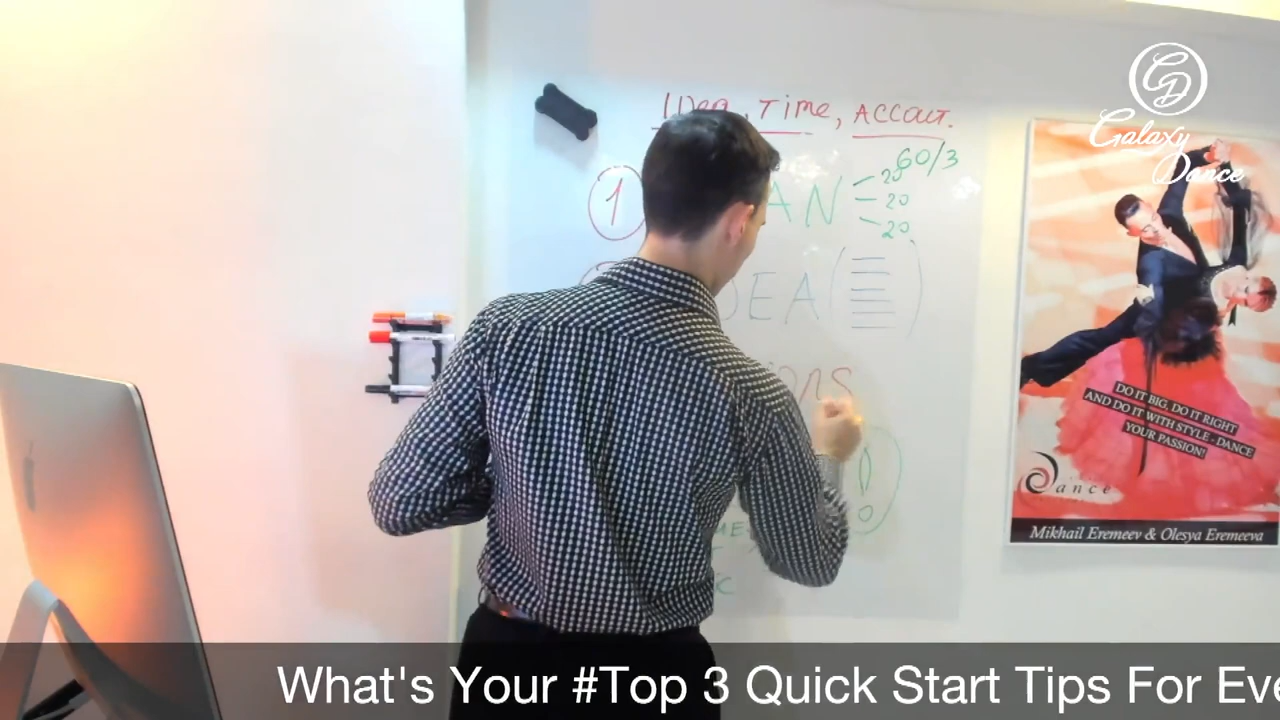 Galaxy
Dance
IDea, Time, ACCOUT.
60/3
1
AN
20
20
20
DEA
ions
DO IT BIG, DO IT RIGHT
AND DO IT WITH STYLE - DANCE
YOUR PASSION!
Dance
Mikhail Eremeev & Olesya Eremeeva
What's Your #Top 3 Quick Start Tips For Eve